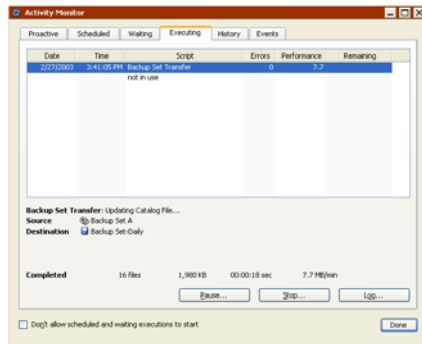 Activity Monitor
Proactive Scheduled Waiting Executing History Events
Date Time Script Errors Performance Remaining
2/27/2003 3:41:05 PM Backup Set Transfer 0 7.7
not in use
Backup Set Transfer: Updating Catalog File...
Source Backup Set A
Destination Backup Set-Daily
Completed 16 files 1,980 KB 00:00:18 sec 7.7 MB/min
Pause... Stop... Log...
Don't allow scheduled and waiting executions to start Done